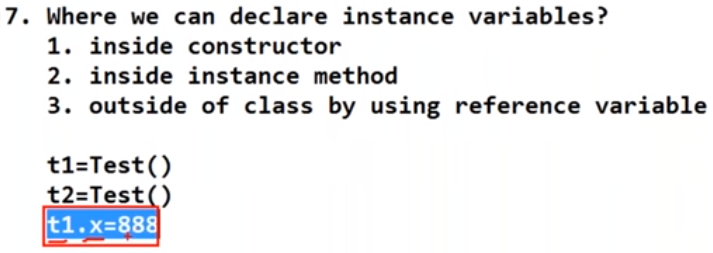 7. Where we can declare instance variables?
1. inside constructor
2. inside instance method
3. outside of class by using reference variable
t1=Test()
t2=Test()
t1.x=888